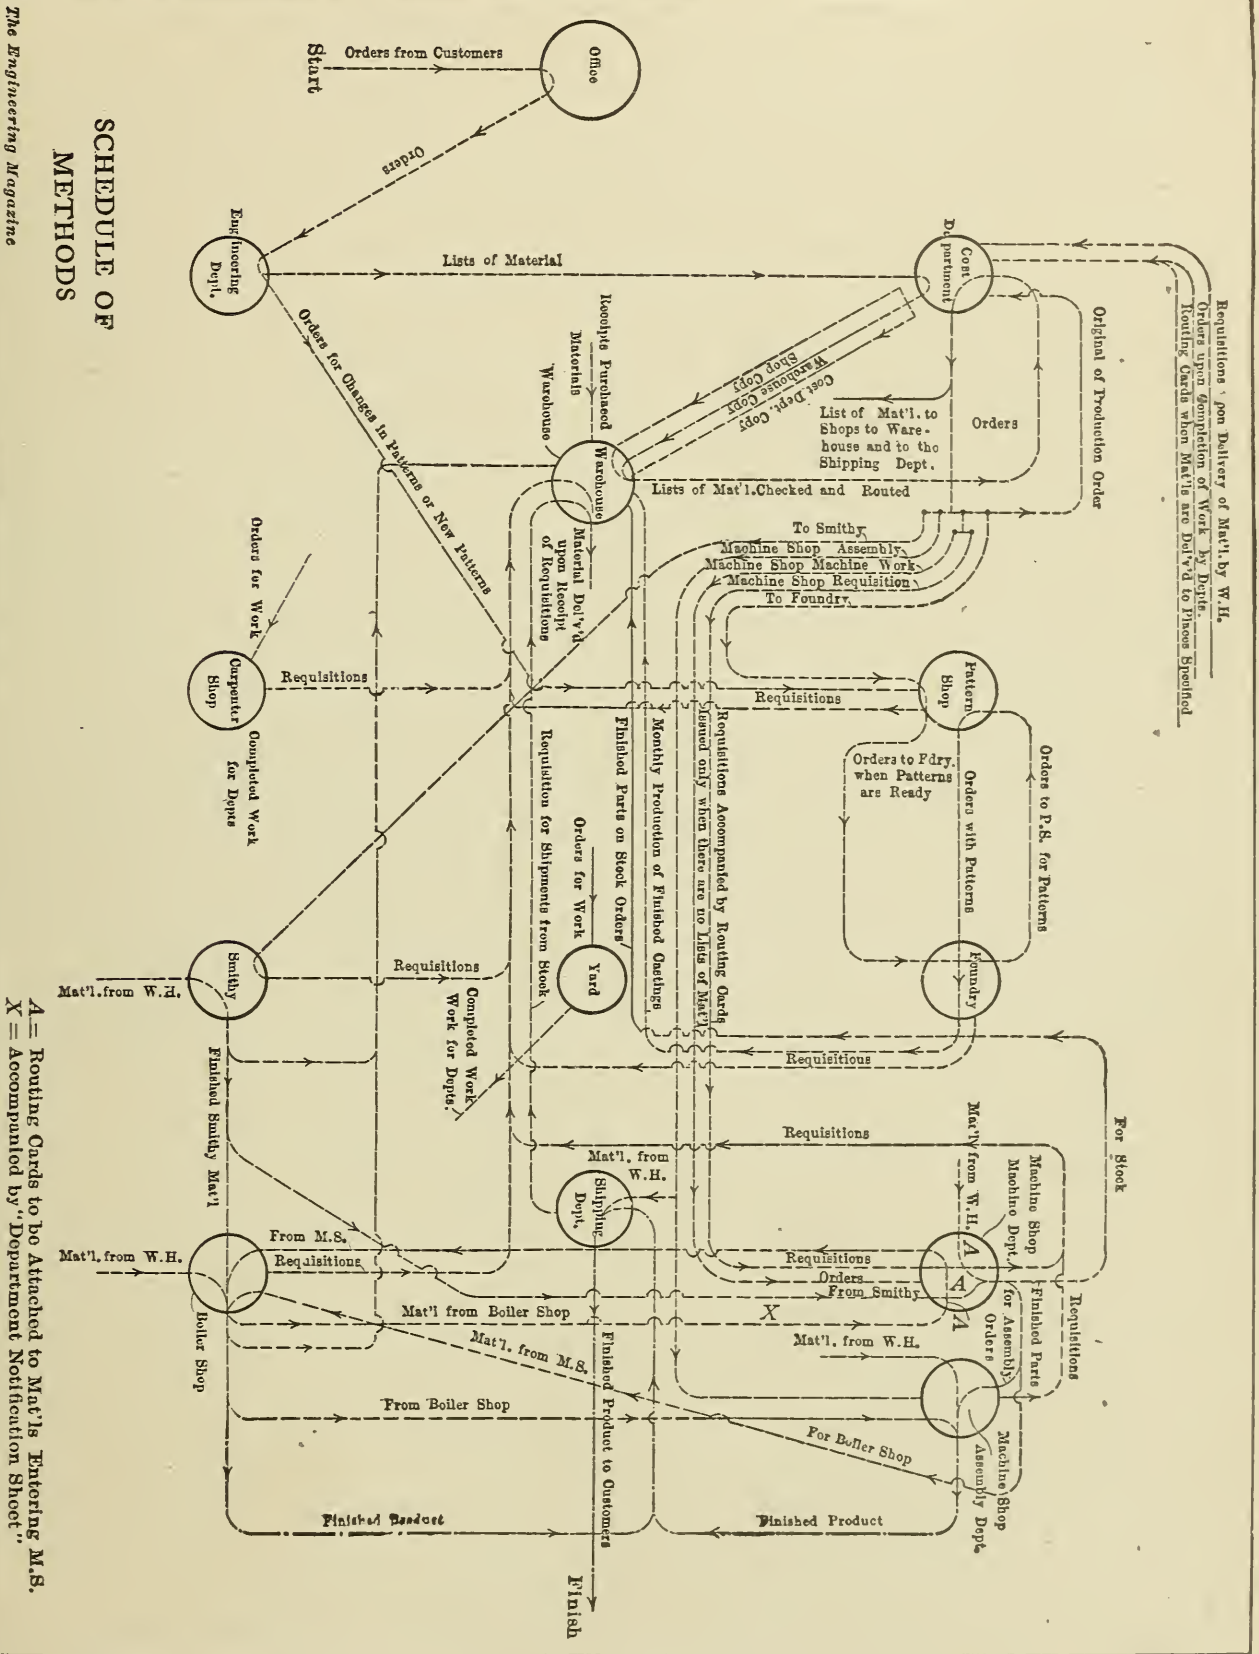 The Engineering Magazine
SCHEDULE OF
METHODS
Start
Orders from Customers
Office
Orders
Engineering
Dept.
Lists of Material
Orders for Changes in Patterns or New Patterns
Cost
Department
Requisitions upon Delivery of Mat'l. by W.H.
Orders upon Completion of Work by Depts.
Routing Cards when Mat'ls are Del'v'd to Places Specified
Original of Production Order
Orders
Shop Copy
Warehouse Copy
Cost Dept. Copy
List of Mat'l. to
Shops to Ware-
house and to the
Shipping Dept.
Receipts Purchased
Materials
Warehouse
Warehouse
Lists of Mat'l. Checked and Routed
Material Del'v'd
upon Receipt
of Requisitions
To Smithy
Machine Shop Assembly
Machine Shop Machine Work
Machine Shop Requisition
To Foundry
Orders for Work
Carpenter
Shop
Requisitions
Completed Work
for Depts
Pattern
Shop
Requisitions
Orders to Fdry.
when Patterns
are Ready
Orders with Patterns
Orders to P.S. for Patterns
Requisitions Accompanied by Routing Cards
Issued only when there are no Lists of Mat'l
Monthly Production of Finished Castings
Finished Parts on Stock Orders
Requisition for Shipments from Stock
Orders for Work
Yard
Completed Work
Work for Depts.
Smithy
Mat'l. from W.H.
Requisitions
Finished Smithy Mat'l
Foundry
Requisitions
For Stock
Requisitions
Mat'l. from
W.H.
Shipping
Dept.
Mat'l from W.H.
Machine Shop
Machine Dept.
A
A
A
Requisitions
Orders
From Smithy
Finished Parts
for Assembly
Orders
Requisitions
From M.S.
Requisitions
Mat'l. from W.H.
Boiler Shop
Mat'l from Boiler Shop
X
Mat'l. from W.H.
Mat'l. from M.S.
From Boiler Shop
For Boiler Shop
Machine Shop
Assembly Dept.
Finished Product
Finished Product
Finished Product to Customers
Finish
A = Routing Cards to be Attached to Mat'ls Entering M.S.
X = Accompanied by "Department Notification Sheet".